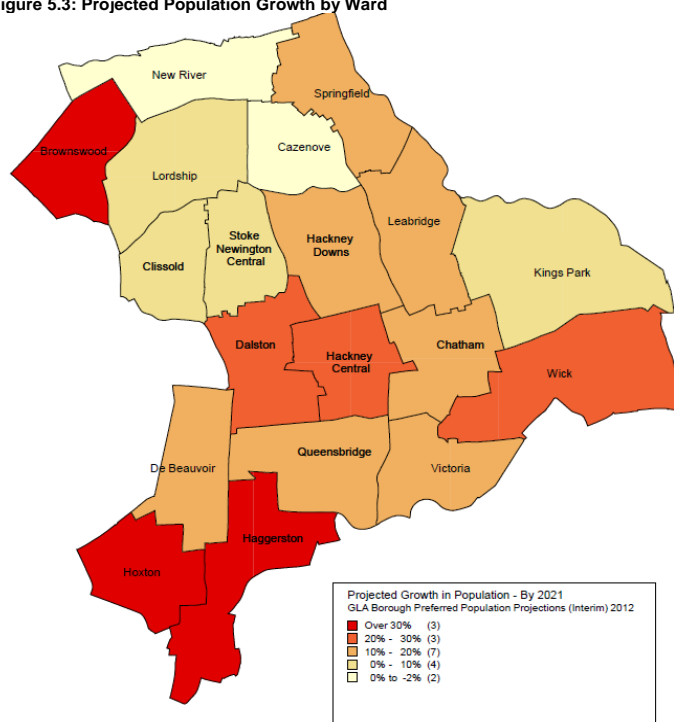 igure 5.3: Projected Population Growth by Ward
New River
Springfield
Brownswood
Cazenove
Lordship
Leabridge
Stoke
Newington
Central
Hackney
Downs
Clissold
Kings Park
Dalston
Hackney
Central
Chatham
Wick
Queensbridge
De Beauvoir
Victoria
Haggerston
Hoxton
Projected Growth in Population - By 2021
GLA Borough Preferred Population Projections (Interim) 2012
Over 30% (3)
20% - 30% (3)
10% - 20% (7)
0% - 10% (4)
0% to -2% (2)